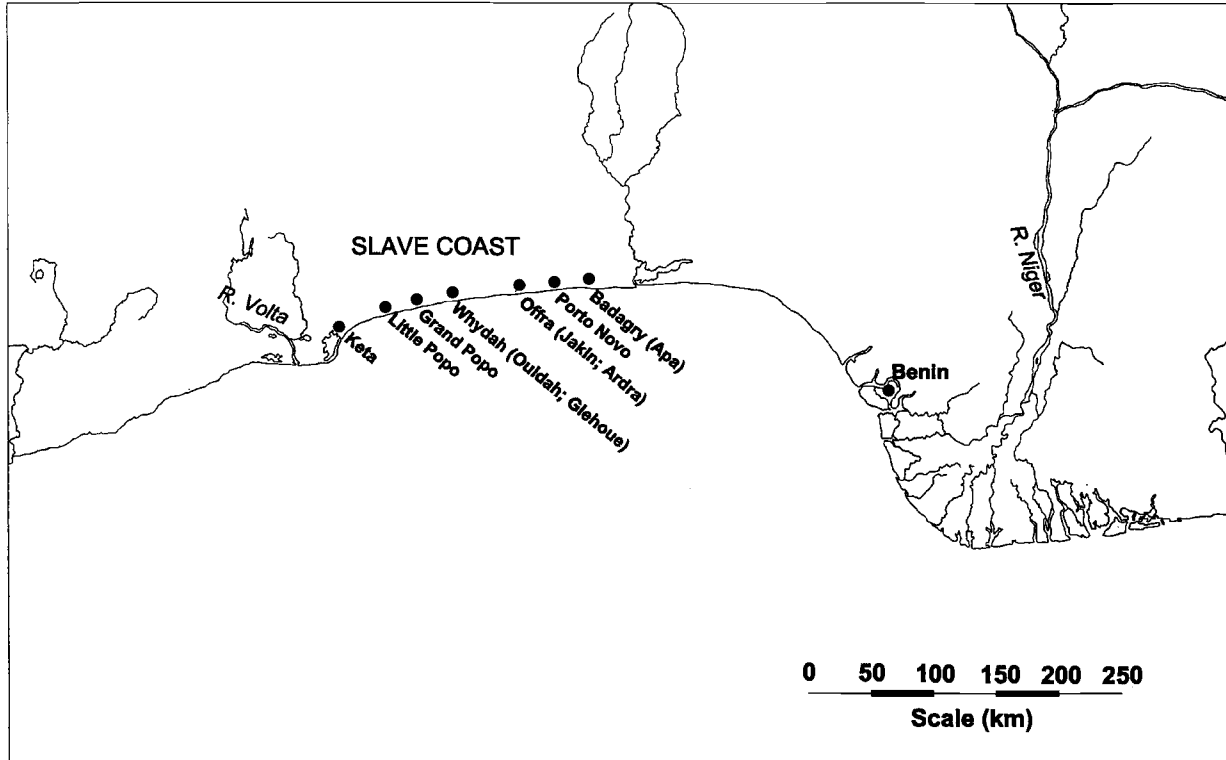 SLAVE COAST
R. Volta
Keta
Little Popo
Grand Popo
Whydah (Ouidah; Glehoue)
Offra (Jakin; Ardra)
Porto Novo
Badagry (Apa)
R. Niger
Benin
0 50 100 150 200 250
Scale (km)